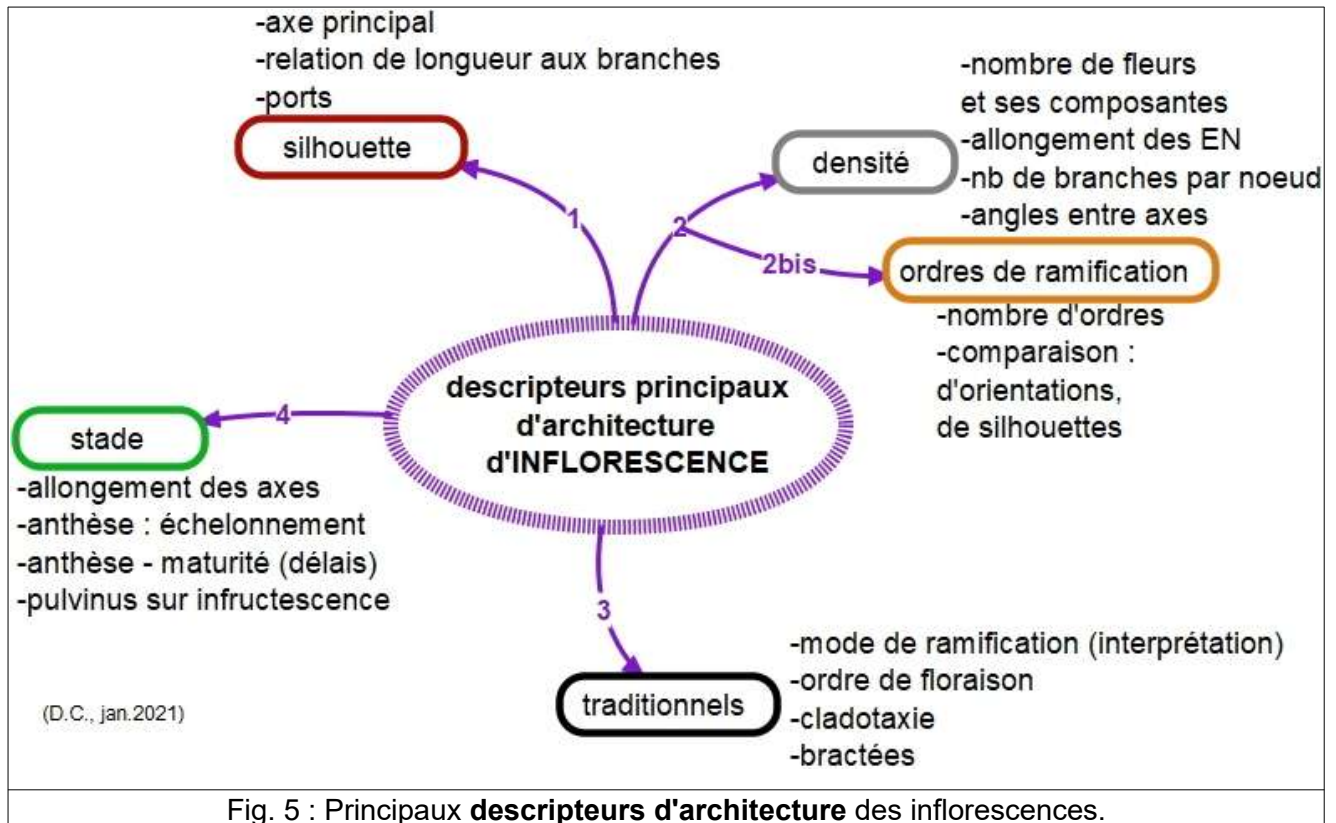 -axe principal
-relation de longueur aux branches
-ports
silhouette
1
-nombre de fleurs
et ses composantes
-allongement des EN
-nb de branches par noeud
-angles entre axes
densité
2
2bis
ordres de ramification
-nombre d'ordres
-comparaison :
d'orientations,
de silhouettes
descripteurs principaux
d'architecture
d'INFLORESCENCE
4
stade
-allongement des axes
-anthèse : échelonnement
-anthèse - maturité (délais)
-pulvinus sur infructescence
3
traditionnels
-mode de ramification (interprétation)
-ordre de floraison
-cladotaxie
-bractées
(D.C., jan.2021)
Fig. 5 : Principaux descripteurs d'architecture des inflorescences.